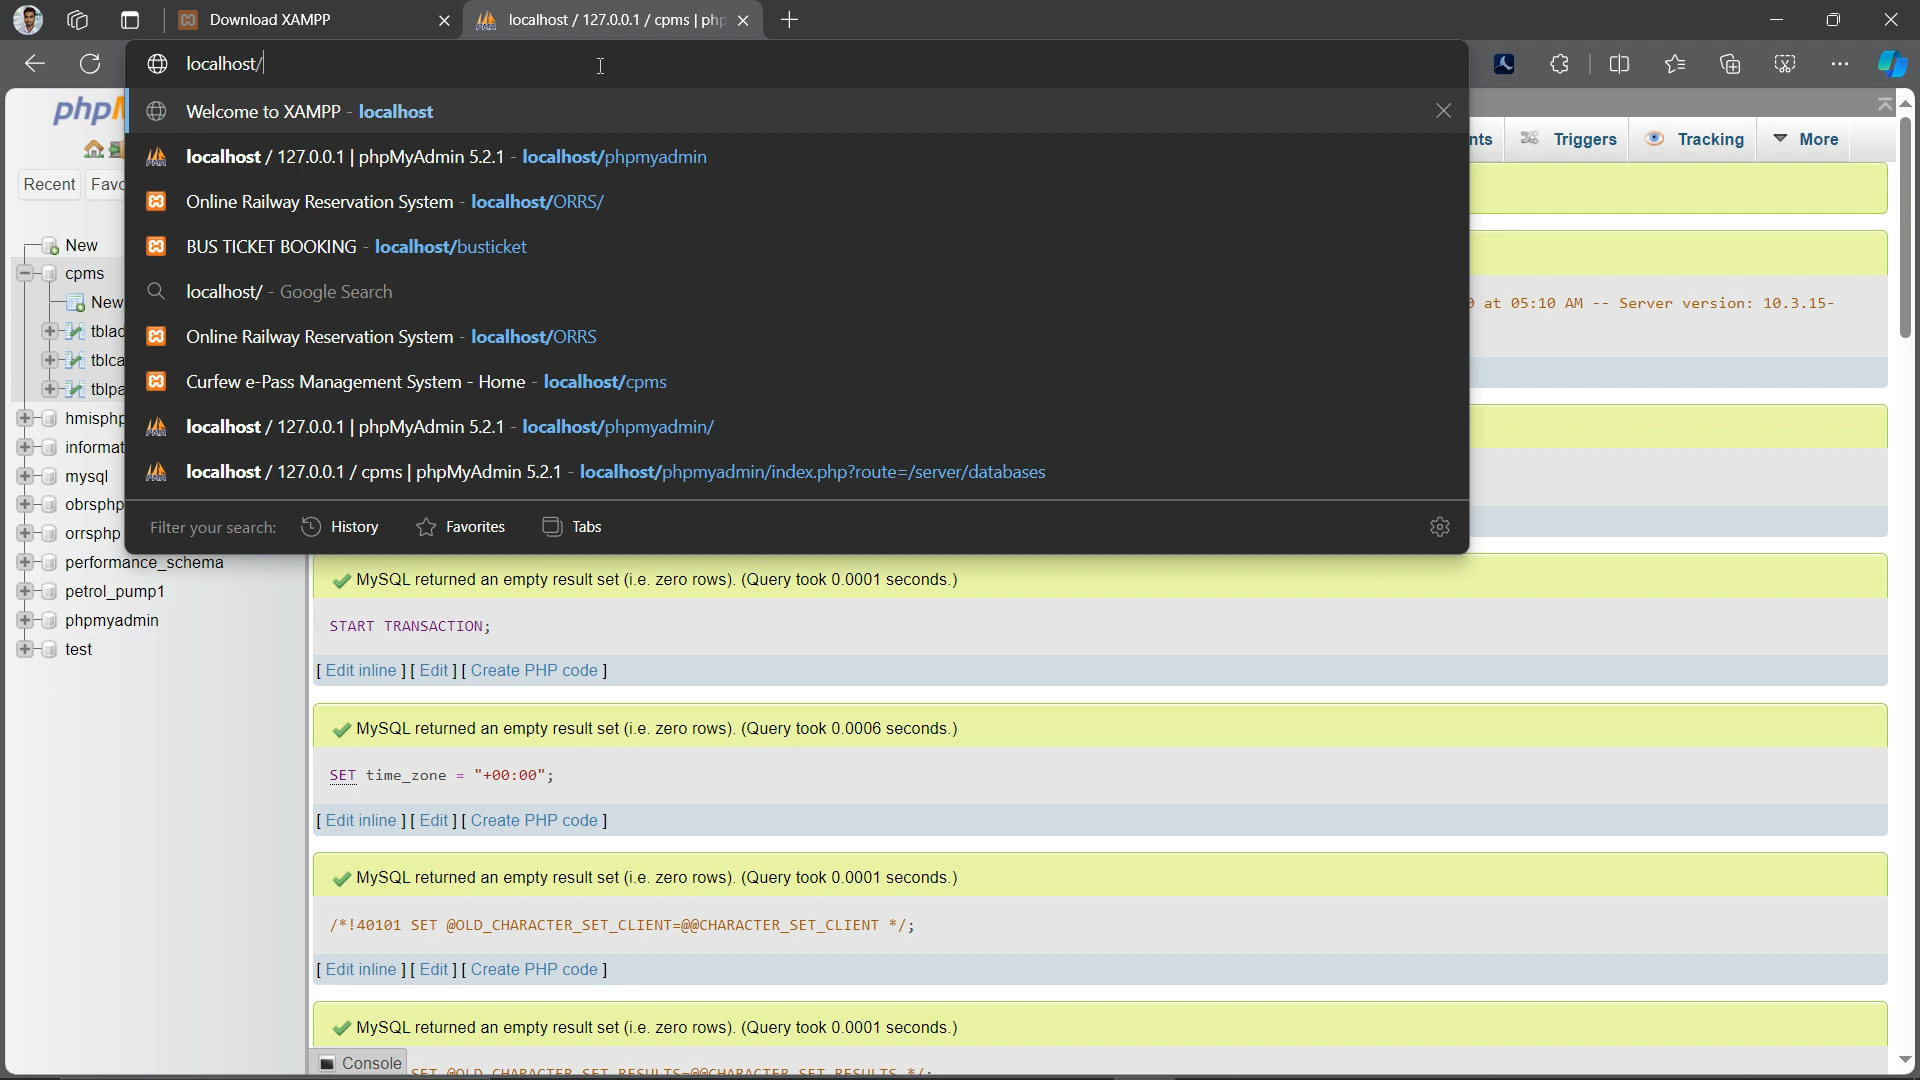 Download XAMPP
localhost / 127.0.0.1 / cpms | php
localhost/
Welcome to XAMPP - localhost
localhost / 127.0.0.1 | phpMyAdmin 5.2.1 - localhost/phpmyadmin
Online Railway Reservation System - localhost/ORRS/
BUS TICKET BOOKING - localhost/busticket
localhost/ - Google Search
Online Railway Reservation System - localhost/ORRS
Curfew e-Pass Management System - Home - localhost/cpms
localhost / 127.0.0.1 | phpMyAdmin 5.2.1 - localhost/phpmyadmin/
localhost / 127.0.0.1 / cpms | phpMyAdmin 5.2.1 - localhost/phpmyadmin/index.php?route=/server/databases
Filter your search: History Favorites Tabs
php
Recent Favo
New
cpms
New
tblad
tblca
tblpa
hmisphp
informat
mysql
obrsphp
orrsphp
performance_schema
petrol_pump1
phpmyadmin
test
nts Triggers Tracking More
at 05:10 AM -- Server version: 10.3.15-
MySQL returned an empty result set (i.e. zero rows). (Query took 0.0001 seconds.)
START TRANSACTION;
[ Edit inline ] [ Edit ] [ Create PHP code ]
MySQL returned an empty result set (i.e. zero rows). (Query took 0.0006 seconds.)
SET time_zone = "+00:00";
[ Edit inline ] [ Edit ] [ Create PHP code ]
MySQL returned an empty result set (i.e. zero rows). (Query took 0.0001 seconds.)
/*!40101 SET @OLD_CHARACTER_SET_CLIENT=@@CHARACTER_SET_CLIENT */;
[ Edit inline ] [ Edit ] [ Create PHP code ]
MySQL returned an empty result set (i.e. zero rows). (Query took 0.0001 seconds.)
Console
SET @OLD_CHARACTER_SET_RESULTS=@@CHARACTER_SET_RESULTS */;